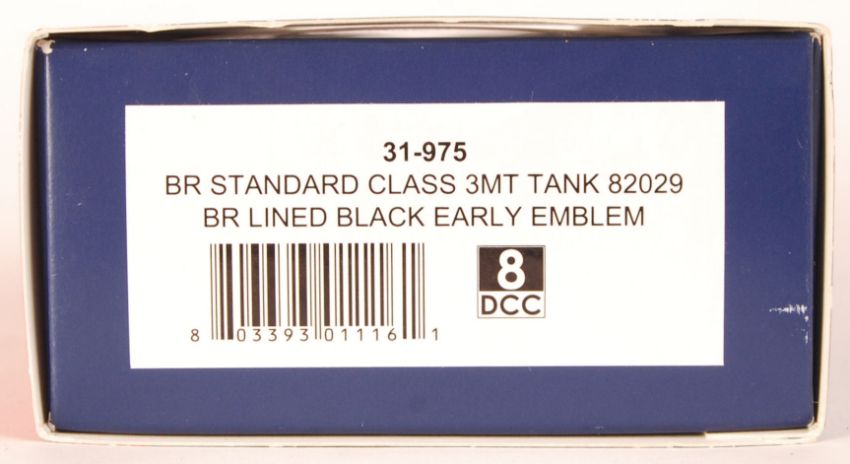 31-975
BR STANDARD CLASS 3MT TANK 82029
BR LINED BLACK EARLY EMBLEM
8
DCC
8 03393 01116 1